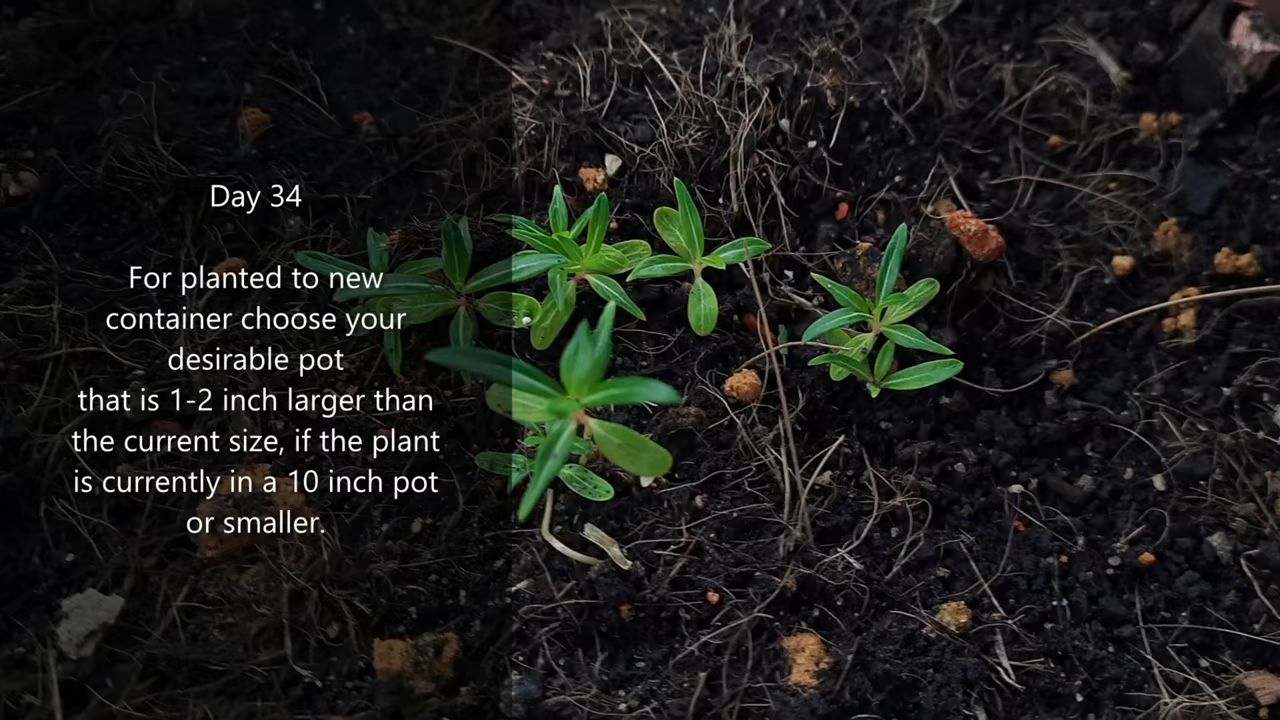 Day 34
For planted to new
container choose your
desirable pot
that is 1-2 inch larger than
the current size, if the plant
is currently in a 10 inch pot
or smaller.